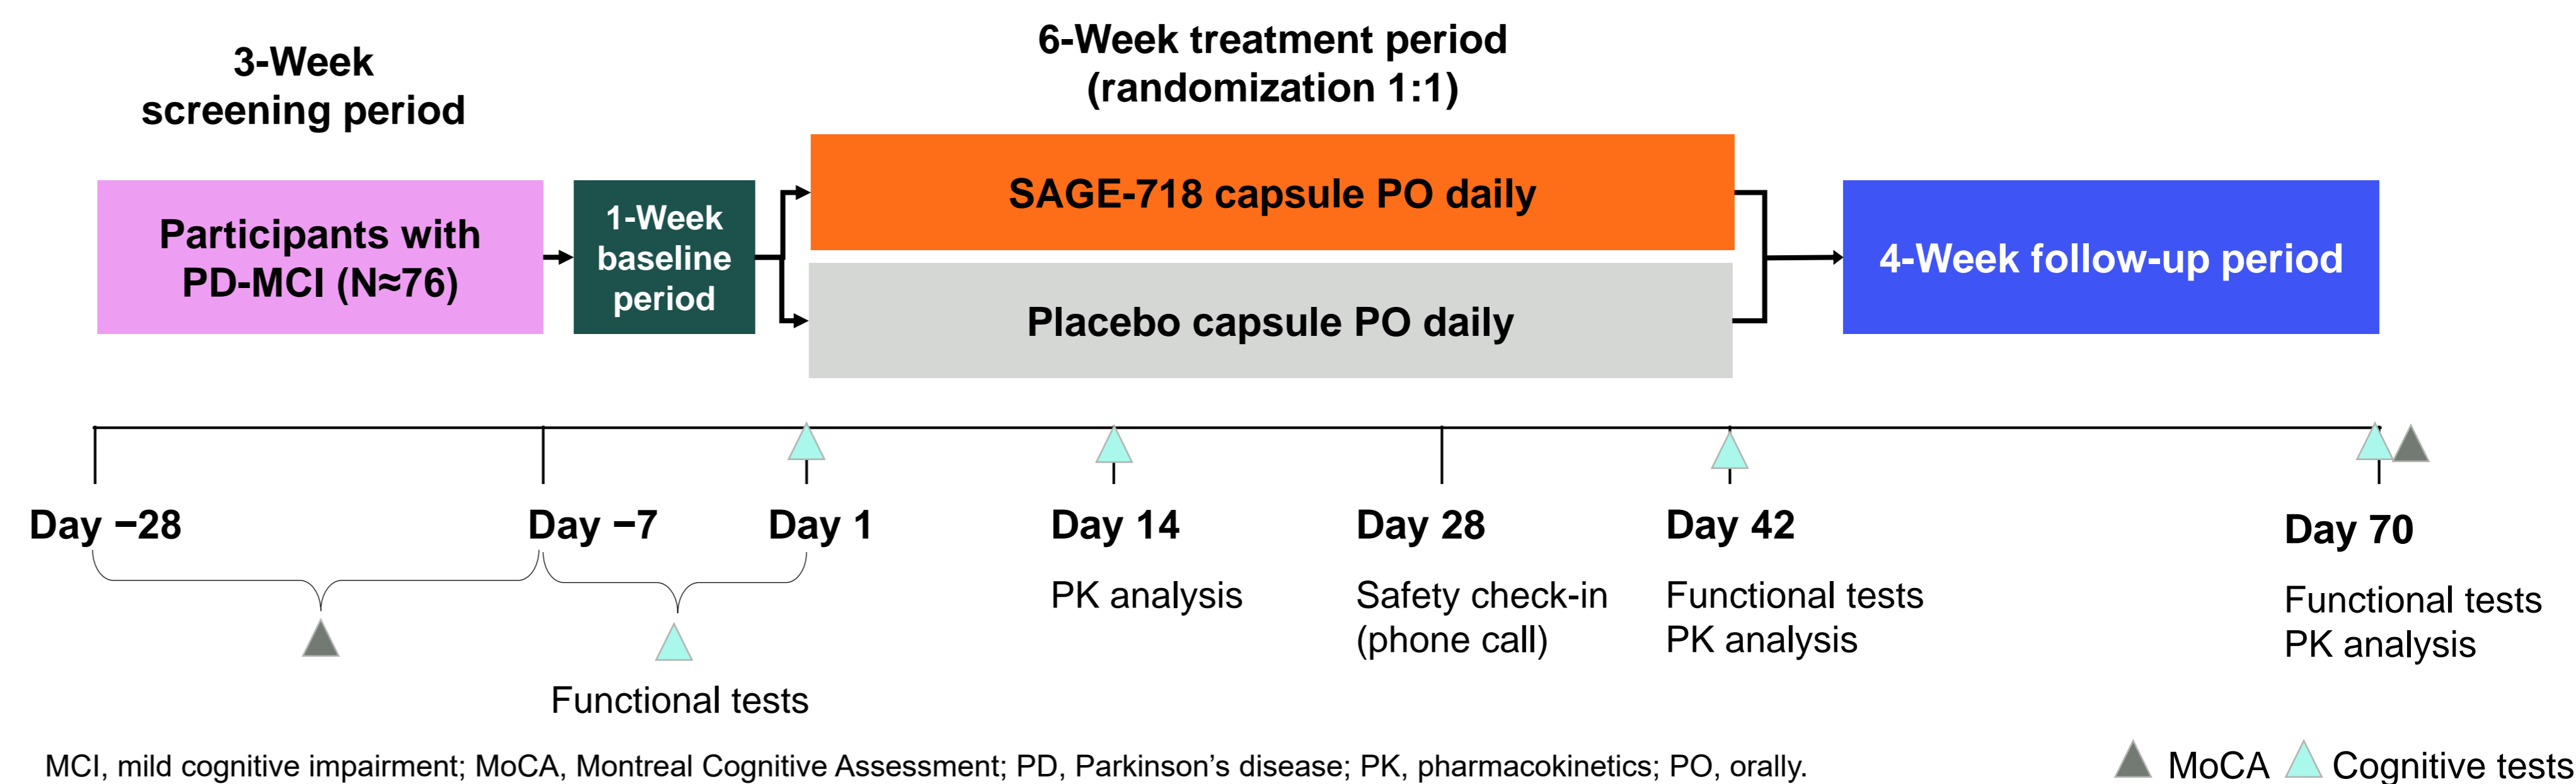 3-Week
screening period
6-Week treatment period
(randomization 1:1)
Participants with
PD-MCI (N≈76)
1-Week
baseline
period
SAGE-718 capsule PO daily
Placebo capsule PO daily
4-Week follow-up period
Day −28
Day −7
Day 1
Day 14
Day 28
Day 42
Day 70
PK analysis
Safety check-in
(phone call)
Functional tests
PK analysis
Functional tests
PK analysis
Functional tests
MCI, mild cognitive impairment; MoCA, Montreal Cognitive Assessment; PD, Parkinson’s disease; PK, pharmacokinetics; PO, orally.
MoCA
Cognitive tests